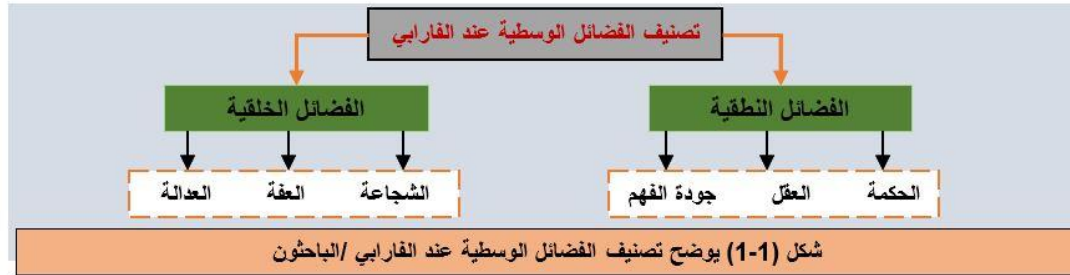 تصنيف الفضائل الوسطية عند الفارابي
الفضائل النطقية
الفضائل الخلقية
الحكمة العقل جودة الفهم
الشجاعة العفة العدالة
شكل (1-1) يوضح تصنيف الفضائل الوسطية عند الفارابي /الباحثون